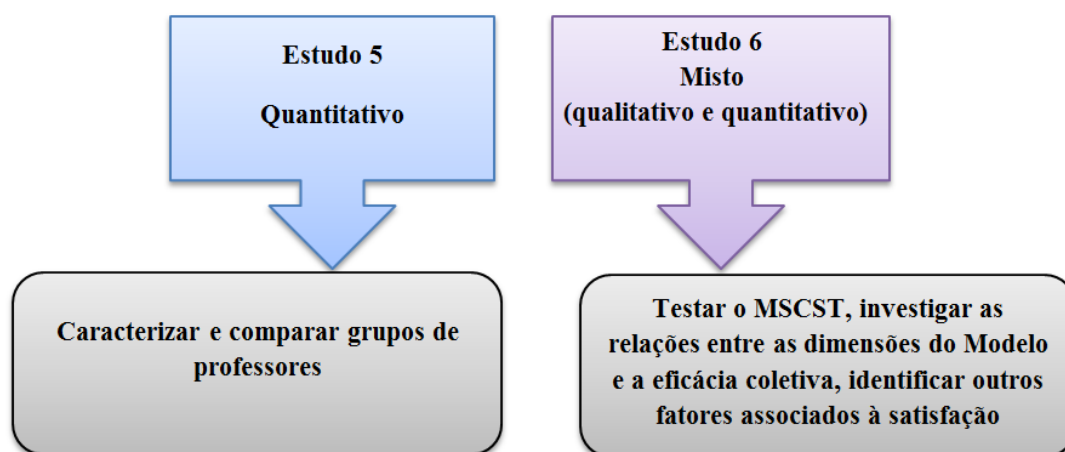 Estudo 5
Quantitativo
Estudo 6
Misto
(qualitativo e quantitativo)
Caracterizar e comparar grupos de
professores
Testar o MSCST, investigar as
relações entre as dimensões do Modelo
e a eficácia coletiva, identificar outros
fatores associados à satisfação